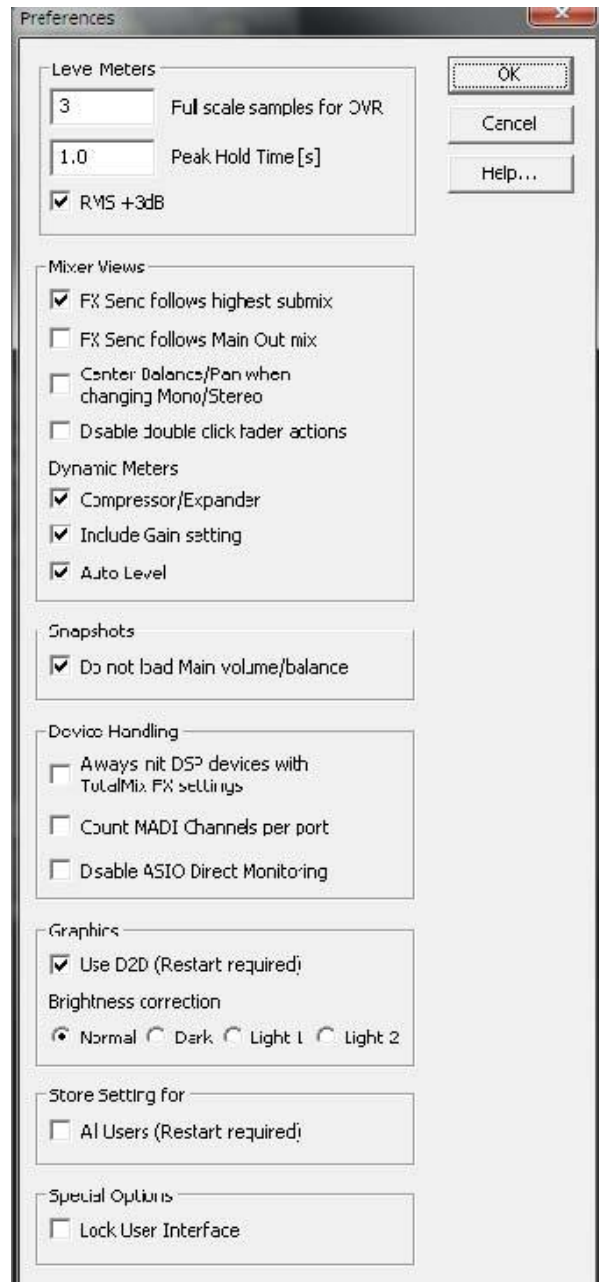 Preferences
Level Meters
3 Full scale samples for OVR
1.0 Peak Hold Time [s]
RMS +3dB
OK
Cancel
Help...
Mixer Views
FX Send follows highest submix
FX Send follows Main Out mix
Center Balance/Pan when
changing Mono/Stereo
Disable double click fader actions
Dynamic Meters
Compressor/Expander
Include Gain setting
Auto Level
Snapshots
Do not load Main volume/balance
Device Handling
Always init DSP devices with
TotalMix FX settings
Count MADI Channels per port
Disable ASIO Direct Monitoring
Graphics
Use D2D (Restart required)
Brightness correction
Normal Dark Light 1 Light 2
Store Setting for
All Users (Restart required)
Special Options
Lock User Interface